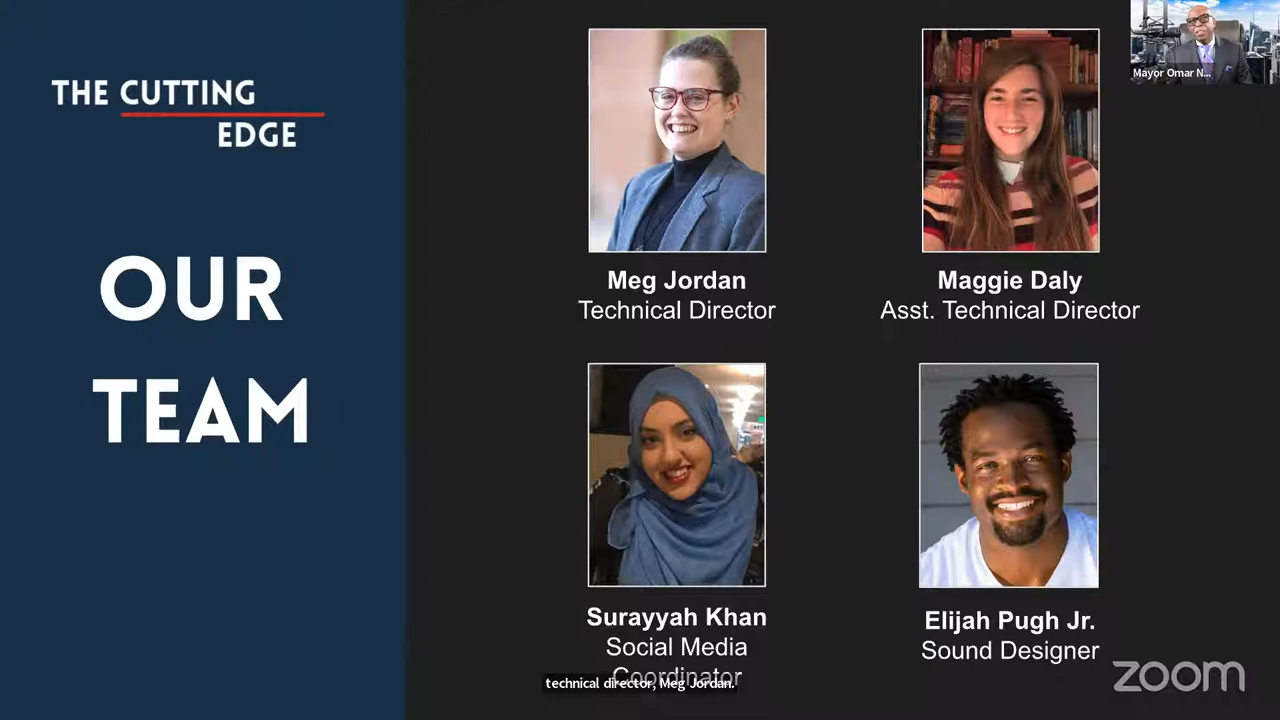 THE CUTTING
EDGE
OUR
TEAM
Mayor Omar N...
Meg Jordan
Technical Director
Maggie Daly
Asst. Technical Director
Surayyah Khan
Social Media
Coordinator
Elijah Pugh Jr.
Sound Designer
technical director, Meg Jordan.
zoom